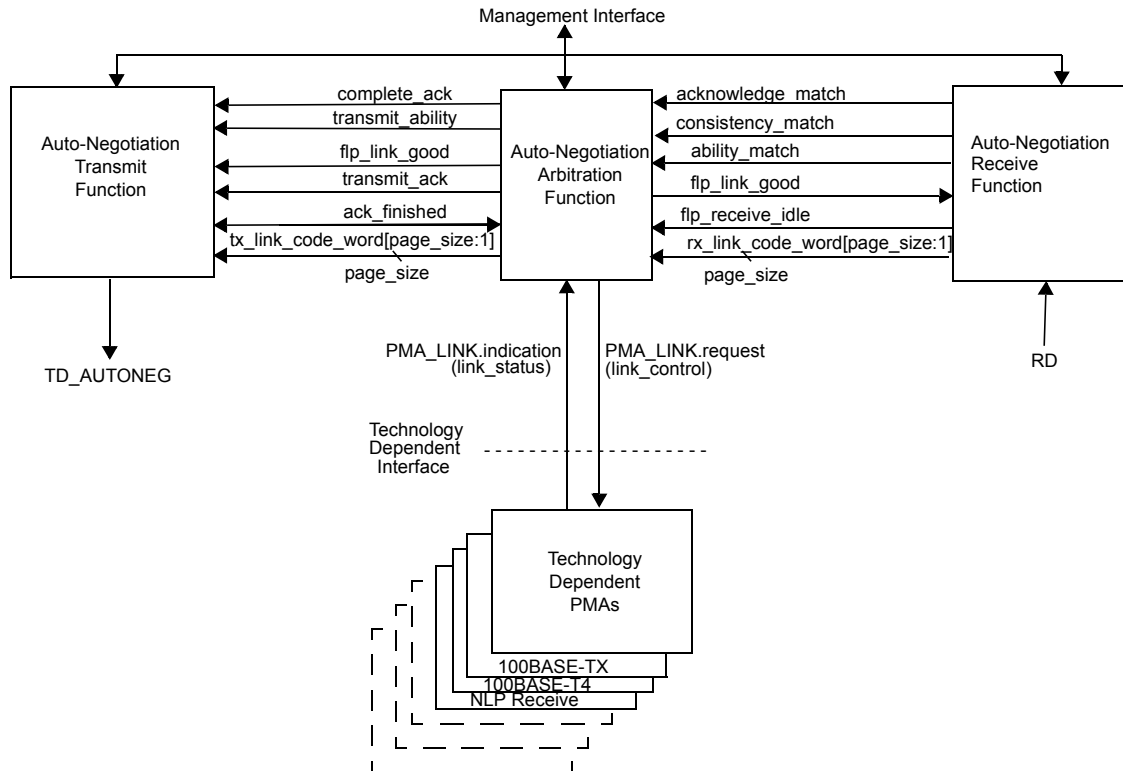 Management Interface
Auto-Negotiation
Transmit
Function
complete_ack
transmit_ability
flp_link_good
transmit_ack
ack_finished
tx_link_code_word[page_size:1]
page_size
Auto-Negotiation
Arbitration
Function
acknowledge_match
consistency_match
ability_match
flp_link_good
flp_receive_idle
rx_link_code_word[page_size:1]
page_size
Auto-Negotiation
Receive
Function
TD_AUTONEG
PMA_LINK.indication
(link_status)
PMA_LINK.request
(link_control)
RD
Technology
Dependent
Interface
Technology
Dependent
PMAs
100BASE-TX
100BASE-T4
NLP Receive